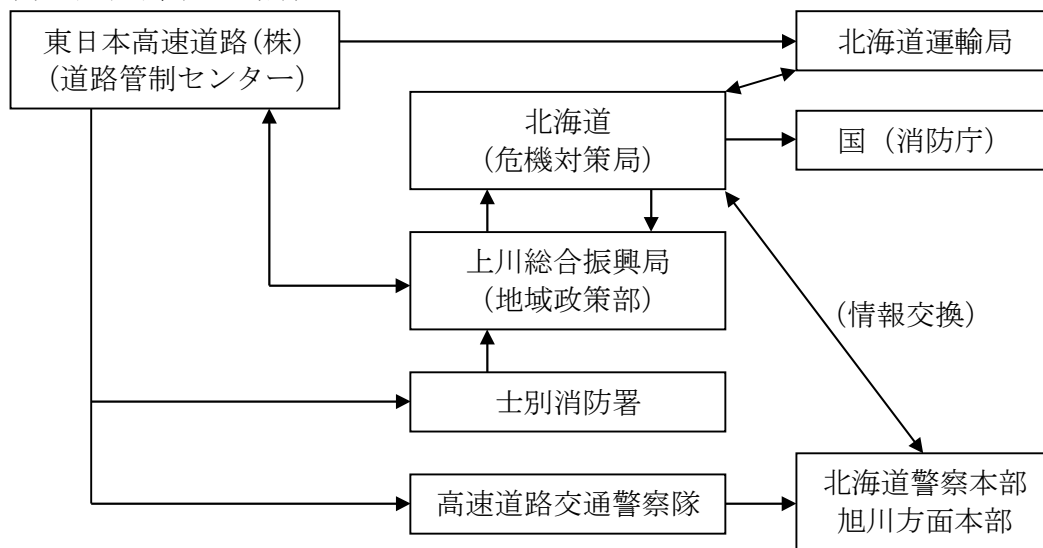 東日本高速道路(株)
(道路管制センター)
北海道運輸局
北海道
(危機対策局)
国（消防庁）
上川総合振興局
(地域政策部)
(情報交換)
士別消防署
高速道路交通警察隊
北海道警察本部
旭川方面本部